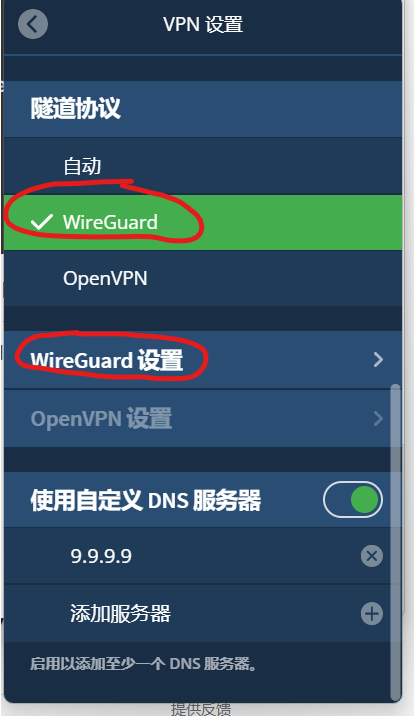 VPN 设置
隧道协议
自动
WireGuard
OpenVPN
WireGuard 设置
OpenVPN 设置
使用自定义 DNS 服务器
9.9.9.9
添加服务器
启用以添加至少一个 DNS 服务器。
提供反馈